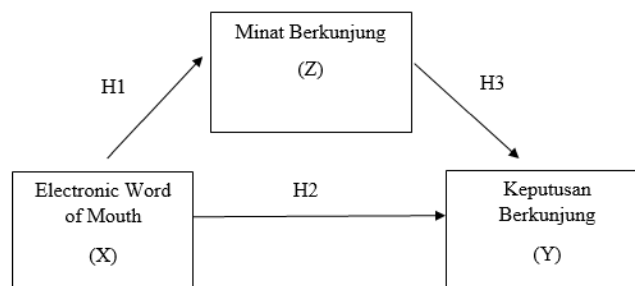 Minat Berkunjung
(Z)
H1
H3
Electronic Word
of Mouth
(X)
H2
Keputusan
Berkunjung
(Y)